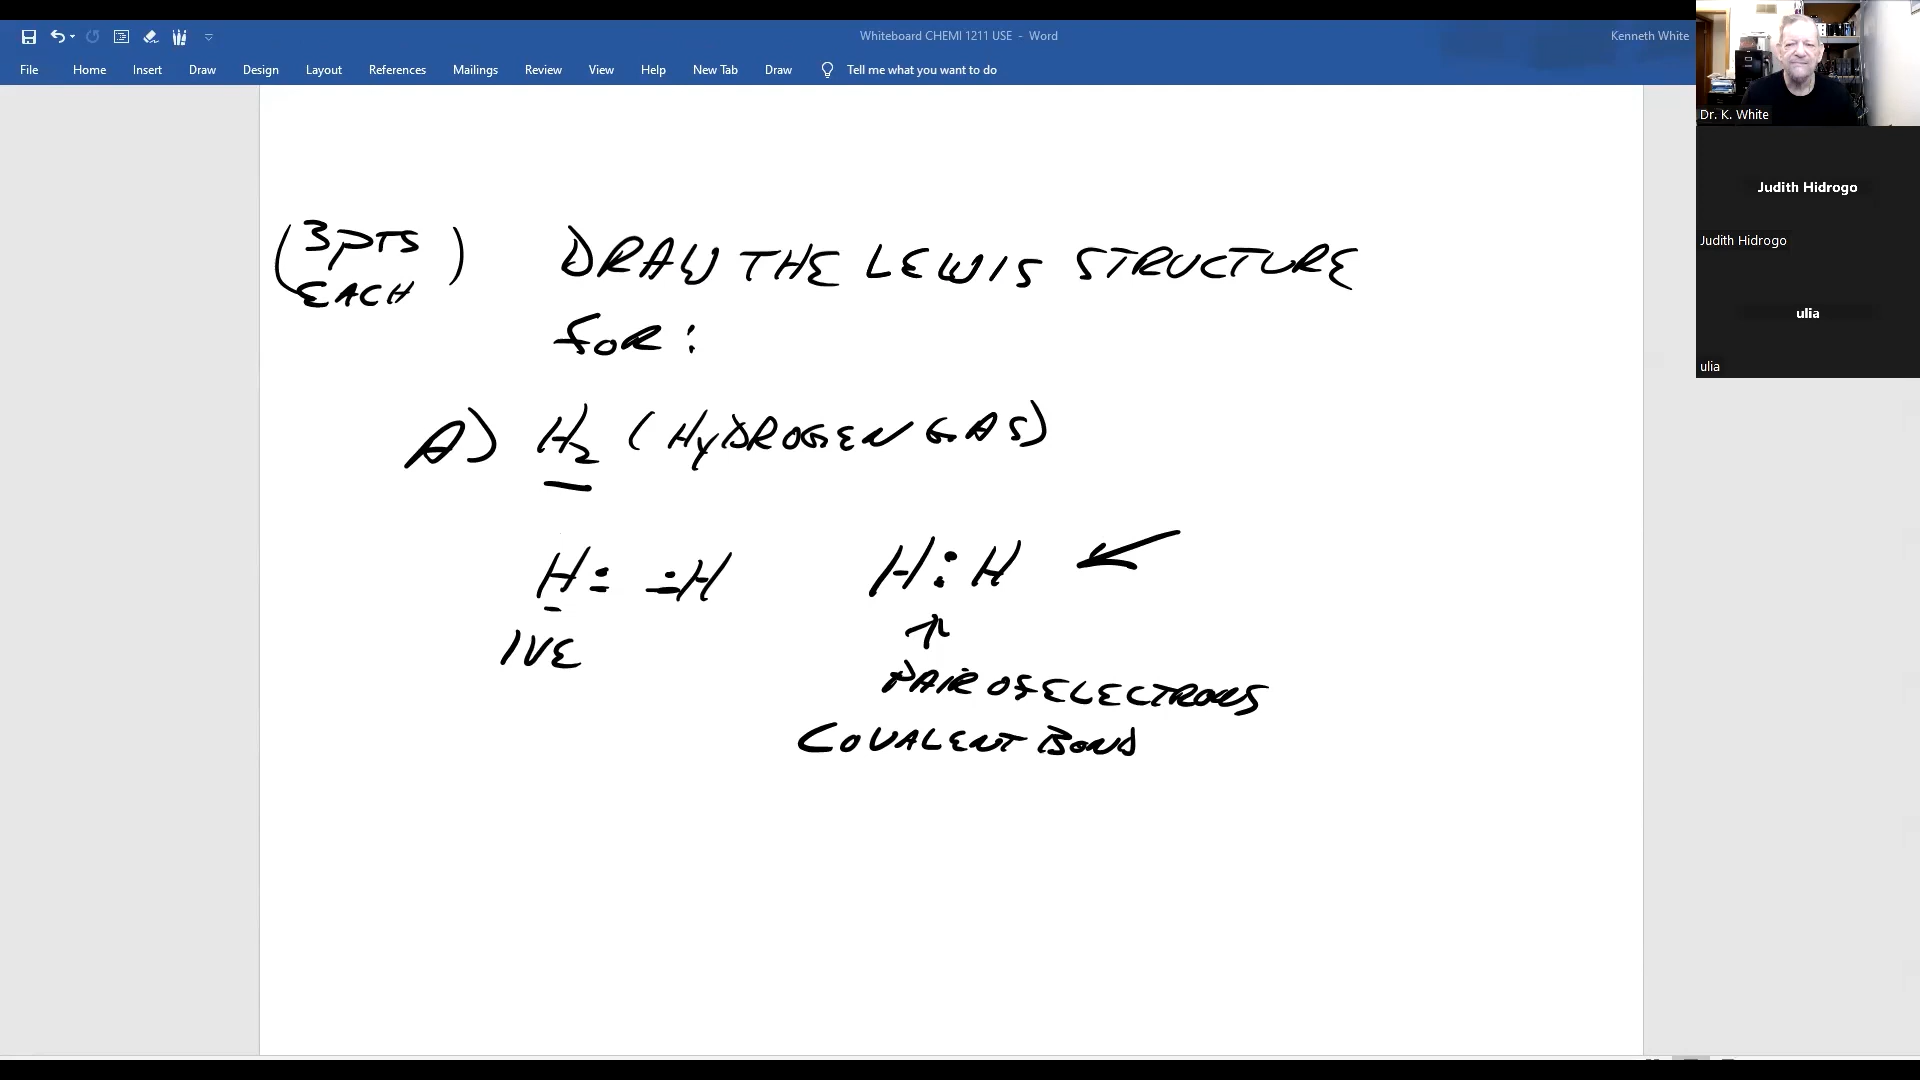 Whiteboard CHEMI 1211 USE - Word
Kenneth White
File Home Insert Draw Design Layout References Mailings Review View Help New Tab Draw Tell me what you want to do
Dr. K. White
Judith Hidrogo
Judith Hidrogo
ulia
ulia
(3 PTS EACH) DRAW THE LEWIS STRUCTURE
FOR:
A) H2 (HYDROGEN GAS)
H· ·H H:H
1VE
PAIR OF ELECTRONS
COVALENT BOND